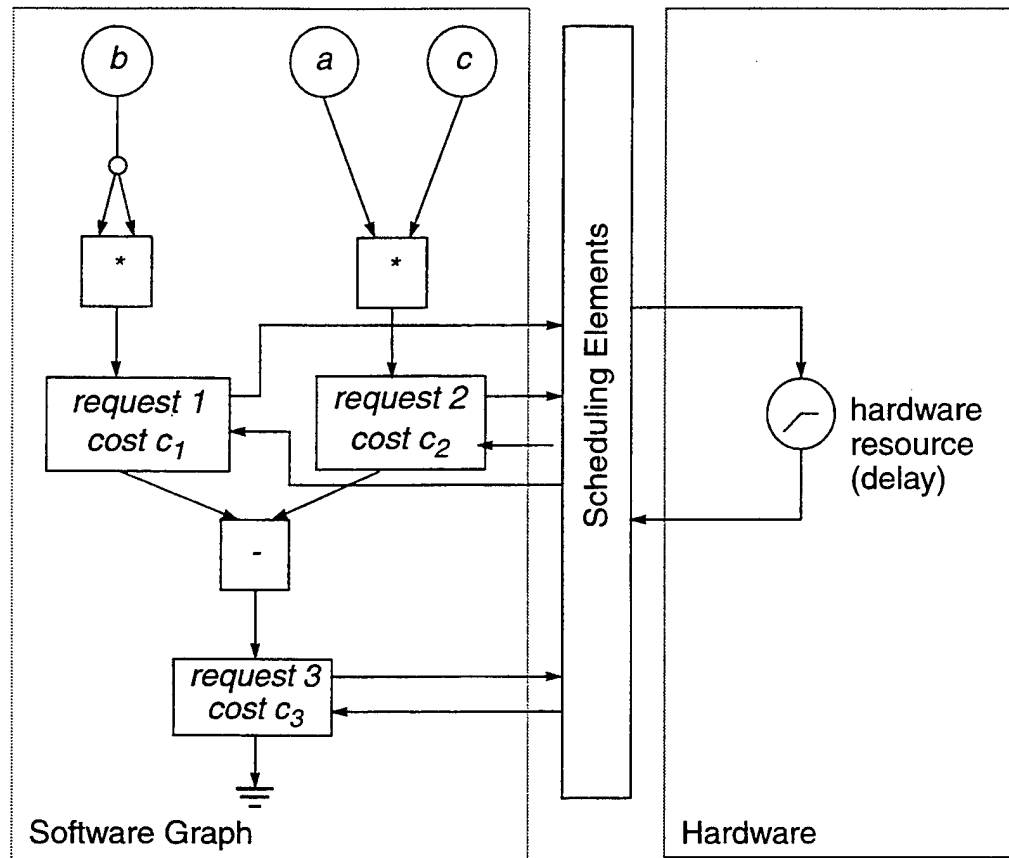 b
a
c
*
*
request 1
cost c₁
request 2
cost c₂
-
request 3
cost c₃
Software Graph
Scheduling Elements
hardware
resource
(delay)
Hardware